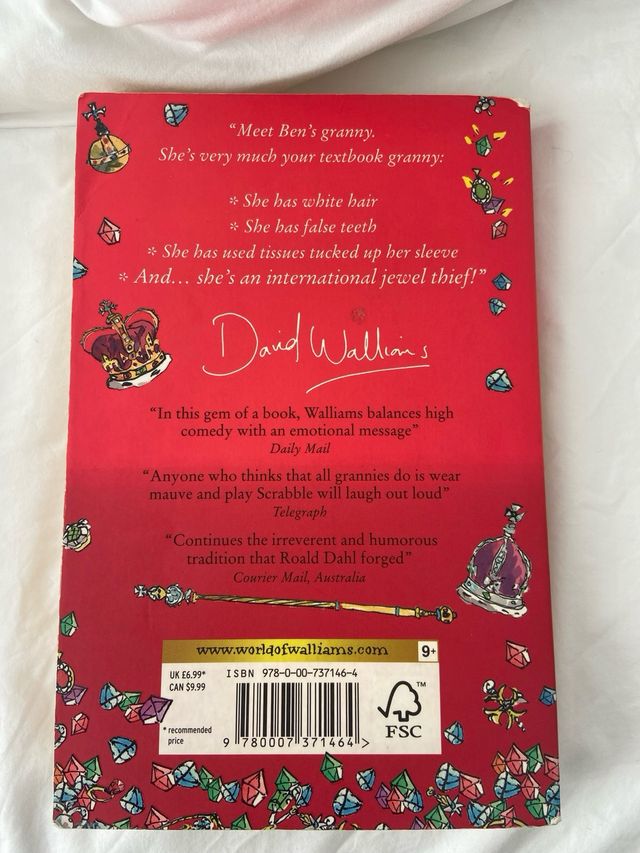 “Meet Ben’s granny.
She’s very much your textbook granny:
* She has white hair
* She has false teeth
* She has used tissues tucked up her sleeve
* And... she’s an international jewel thief!”
David Walliams
“In this gem of a book, Walliams balances high
comedy with an emotional message”
Daily Mail
“Anyone who thinks that all grannies do is wear
mauve and play Scrabble will laugh out loud”
Telegraph
“Continues the irreverent and humorous
tradition that Roald Dahl forged”
Courier Mail, Australia
www.worldofwalliams.com 9+
UK £6.99*
CAN $9.99
ISBN 978-0-00-737146-4
* recommended
price
9 780007 371464 >
TM
FSC